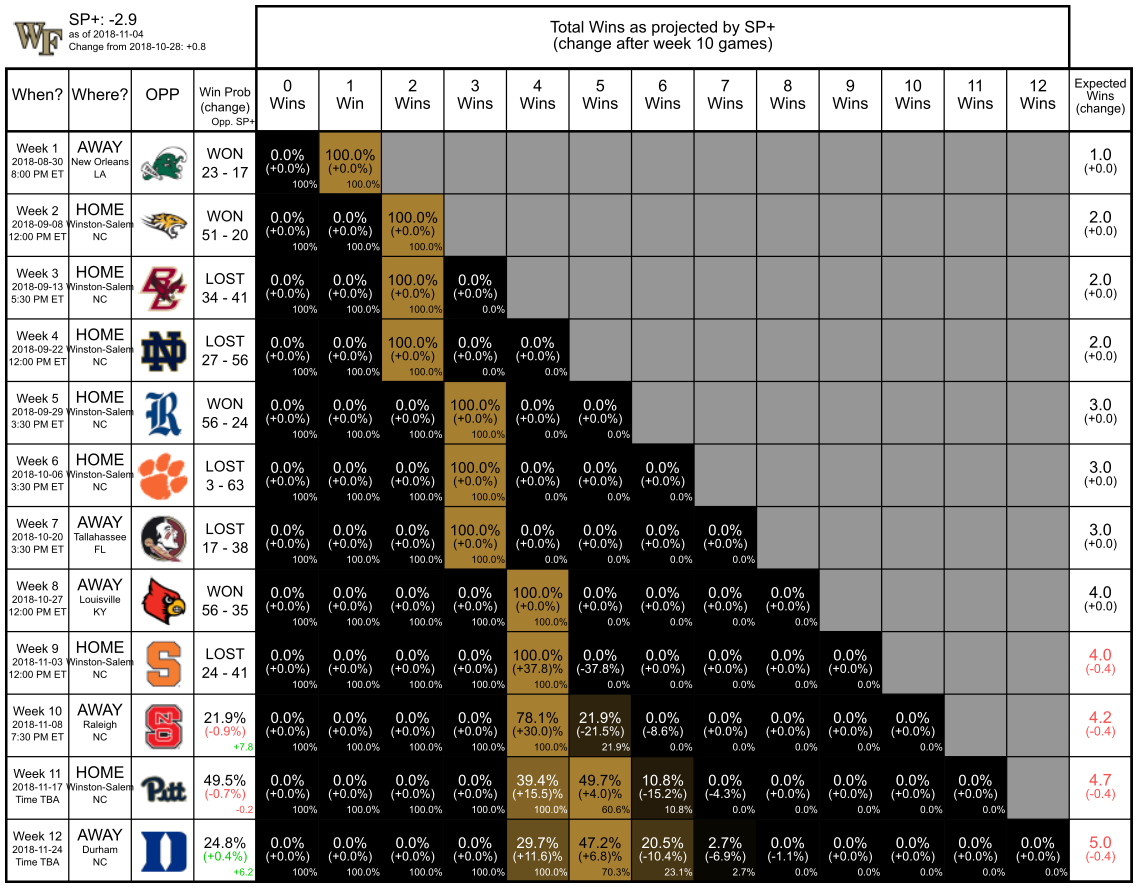 WF
SP+: -2.9
as of 2018-11-04
Change from 2018-10-28: +0.8
Total Wins as projected by SP+
(change after week 10 games)
When? Where? OPP Win Prob (change) Opp. SP+ 0 Wins 1 Win 2 Wins 3 Wins 4 Wins 5 Wins 6 Wins 7 Wins 8 Wins 9 Wins 10 Wins 11 Wins 12 Wins Expected Wins (change)
Week 1 AWAY
2018-08-30 New Orleans WON 0.0% 100.0% 1.0
8:00 PM ET LA 23 - 17 (+0.0%) (+0.0%) (+0.0)
100% 100.0%
Week 2 HOME
2018-09-08 Winston-Salem WON 0.0% 0.0% 100.0% 2.0
12:00 PM ET NC 51 - 20 (+0.0%) (+0.0%) (+0.0%) (+0.0)
100% 100.0% 100.0%
Week 3 HOME
2018-09-13 Winston-Salem BC LOST 0.0% 0.0% 100.0% 0.0% 2.0
5:30 PM ET NC 34 - 41 (+0.0%) (+0.0%) (+0.0%) (+0.0%) (+0.0)
100% 100.0% 100.0% 0.0%
Week 4 HOME
2018-09-22 Winston-Salem ND LOST 0.0% 0.0% 100.0% 0.0% 0.0% 2.0
12:00 PM ET NC 27 - 56 (+0.0%) (+0.0%) (+0.0%) (+0.0%) (+0.0%) (+0.0)
100% 100.0% 100.0% 0.0% 0.0%
Week 5 HOME
2018-09-29 Winston-Salem R WON 0.0% 0.0% 0.0% 100.0% 0.0% 0.0% 3.0
3:30 PM ET NC 56 - 24 (+0.0%) (+0.0%) (+0.0%) (+0.0%) (+0.0%) (+0.0%) (+0.0)
100% 100.0% 100.0% 100.0% 0.0% 0.0%
Week 6 HOME
2018-10-06 Winston-Salem LOST 0.0% 0.0% 0.0% 100.0% 0.0% 0.0% 0.0% 3.0
3:30 PM ET NC 3 - 63 (+0.0%) (+0.0%) (+0.0%) (+0.0%) (+0.0%) (+0.0%) (+0.0%) (+0.0)
100% 100.0% 100.0% 100.0% 0.0% 0.0% 0.0%
Week 7 AWAY
2018-10-20 Tallahassee LOST 0.0% 0.0% 0.0% 100.0% 0.0% 0.0% 0.0% 0.0% 3.0
3:30 PM ET FL 17 - 38 (+0.0%) (+0.0%) (+0.0%) (+0.0%) (+0.0%) (+0.0%) (+0.0%) (+0.0%) (+0.0)
100% 100.0% 100.0% 100.0% 0.0% 0.0% 0.0% 0.0%
Week 8 AWAY
2018-10-27 Louisville WON 0.0% 0.0% 0.0% 0.0% 100.0% 0.0% 0.0% 0.0% 0.0% 4.0
12:00 PM ET KY 56 - 35 (+0.0%) (+0.0%) (+0.0%) (+0.0%) (+0.0%) (+0.0%) (+0.0%) (+0.0%) (+0.0%) (+0.0)
100% 100.0% 100.0% 100.0% 100.0% 0.0% 0.0% 0.0% 0.0%
Week 9 HOME
2018-11-03 Winston-Salem S LOST 0.0% 0.0% 0.0% 0.0% 100.0% 0.0% 0.0% 0.0% 0.0% 0.0% 4.0
12:00 PM ET NC 24 - 41 (+0.0%) (+0.0%) (+0.0%) (+0.0%) (+37.8)% (-37.8%) (+0.0%) (+0.0%) (+0.0%) (+0.0%) (-0.4)
100% 100.0% 100.0% 100.0% 100.0% 0.0% 0.0% 0.0% 0.0% 0.0%
Week 10 AWAY
2018-11-08 Raleigh NCS 21.9% 0.0% 0.0% 0.0% 0.0% 78.1% 21.9% 0.0% 0.0% 0.0% 0.0% 0.0% 4.2
7:30 PM ET NC (-0.9%) (+0.0%) (+0.0%) (+0.0%) (+0.0%) (+30.0)% (-21.5%) (-8.6%) (+0.0%) (+0.0%) (+0.0%) (+0.0%) (-0.4)
+7.8 100% 100.0% 100.0% 100.0% 100.0% 21.9% 0.0% 0.0% 0.0% 0.0% 0.0%
Week 11 HOME
2018-11-17 Winston-Salem Pitt 49.5% 0.0% 0.0% 0.0% 0.0% 39.4% 49.7% 10.8% 0.0% 0.0% 0.0% 0.0% 0.0% 4.7
Time TBA NC (-0.7%) (+0.0%) (+0.0%) (+0.0%) (+0.0%) (+15.5)% (+4.0)% (-15.2%) (-4.3%) (+0.0%) (+0.0%) (+0.0%) (+0.0%) (-0.4)
-0.2 100% 100.0% 100.0% 100.0% 100.0% 60.6% 10.8% 0.0% 0.0% 0.0% 0.0% 0.0%
Week 12 AWAY
2018-11-24 Durham D 24.8% 0.0% 0.0% 0.0% 0.0% 29.7% 47.2% 20.5% 2.7% 0.0% 0.0% 0.0% 0.0% 0.0% 5.0
Time TBA NC (+0.4%) (+0.0%) (+0.0%) (+0.0%) (+0.0%) (+11.6)% (+6.8)% (-10.4%) (-6.9%) (-1.1%) (+0.0%) (+0.0%) (+0.0%) (+0.0%) (-0.4)
+6.2 100% 100.0% 100.0% 100.0% 100.0% 70.3% 23.1% 2.7% 0.0% 0.0% 0.0% 0.0% 0.0%